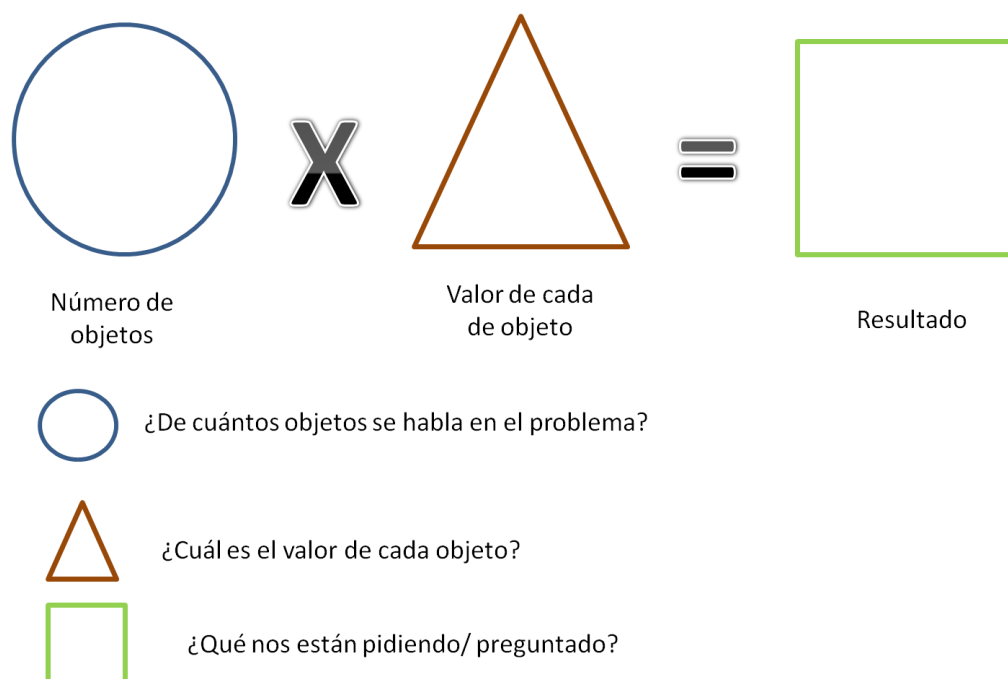 X
=
Número de
objetos
Valor de cada
de objeto
Resultado
¿De cuántos objetos se habla en el problema?
¿Cuál es el valor de cada objeto?
¿Qué nos están pidiendo/ preguntado?